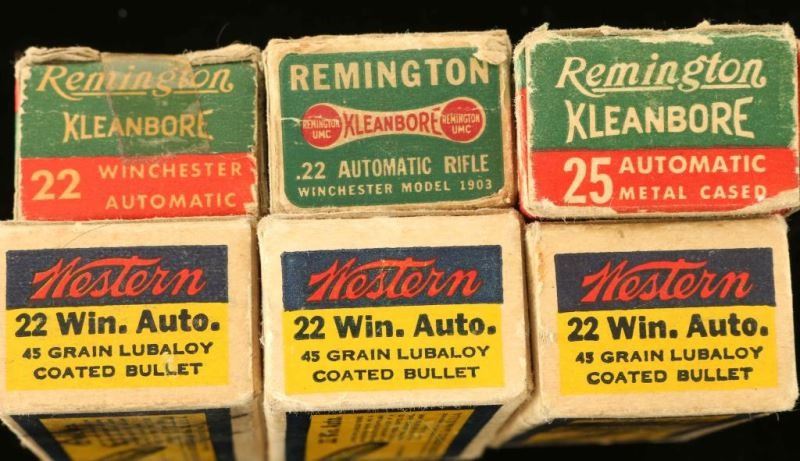 Remington
KLEANBORE
22 WINCHESTER
AUTOMATIC
REMINGTON
REMINGTON UMC KLEANBORE REMINGTON UMC
.22 AUTOMATIC RIFLE
WINCHESTER MODEL 1903
Remington
KLEANBORE
25 AUTOMATIC
METAL CASED
Western
22 Win. Auto.
45 GRAIN LUBALOY
COATED BULLET
Western
22 Win. Auto.
45 GRAIN LUBALOY
COATED BULLET
Western
22 Win. Auto.
45 GRAIN LUBALOY
COATED BULLET